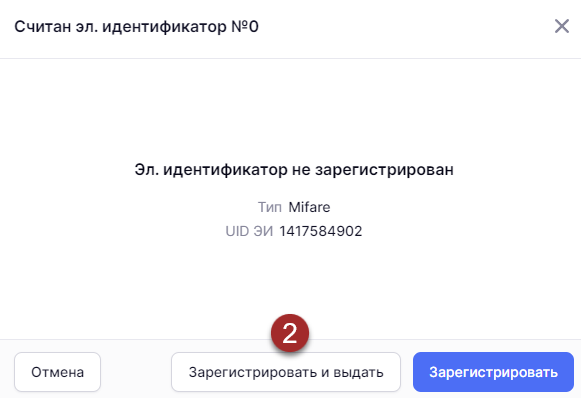 Считан эл. идентификатор №0
Эл. идентификатор не зарегистрирован
Тип Mifare
UID ЭИ 1417584902
2
Отмена Зарегистрировать и выдать Зарегистрировать